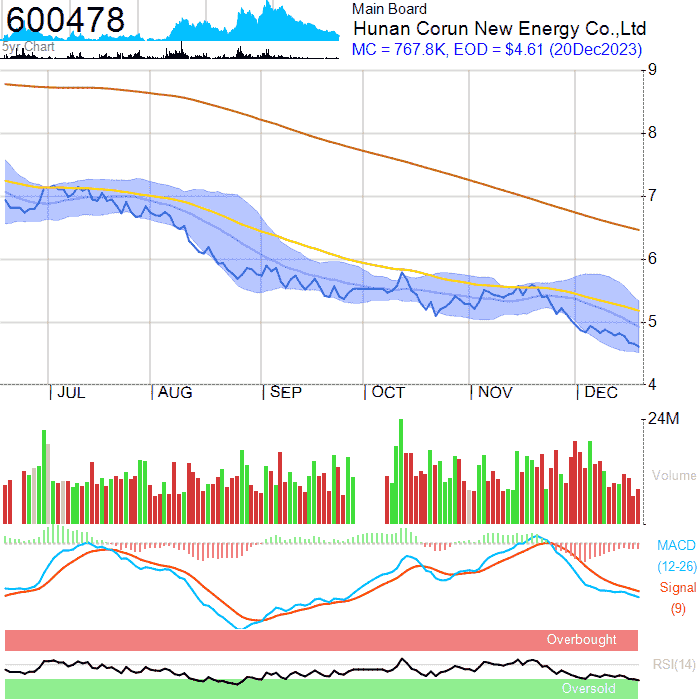 600478
5yr Chart
Main Board
Hunan Corun New Energy Co.,Ltd
MC = 767.8K, EOD = $4.61 (20Dec2023)
9
8
7
6
5
4
JUL AUG SEP OCT NOV DEC
24M
Volume
MACD
(12-26)
Signal
(9)
Overbought
RSI(14)
Oversold